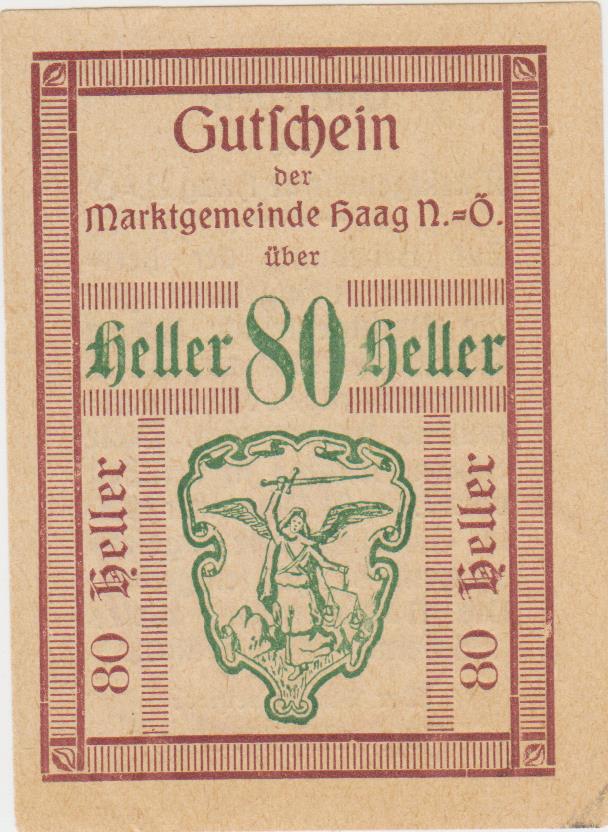 Gutſchein
der
Marktgemeinde Haag N.=Ö.
über
Heller 80 Heller
80 Heller
80 Heller